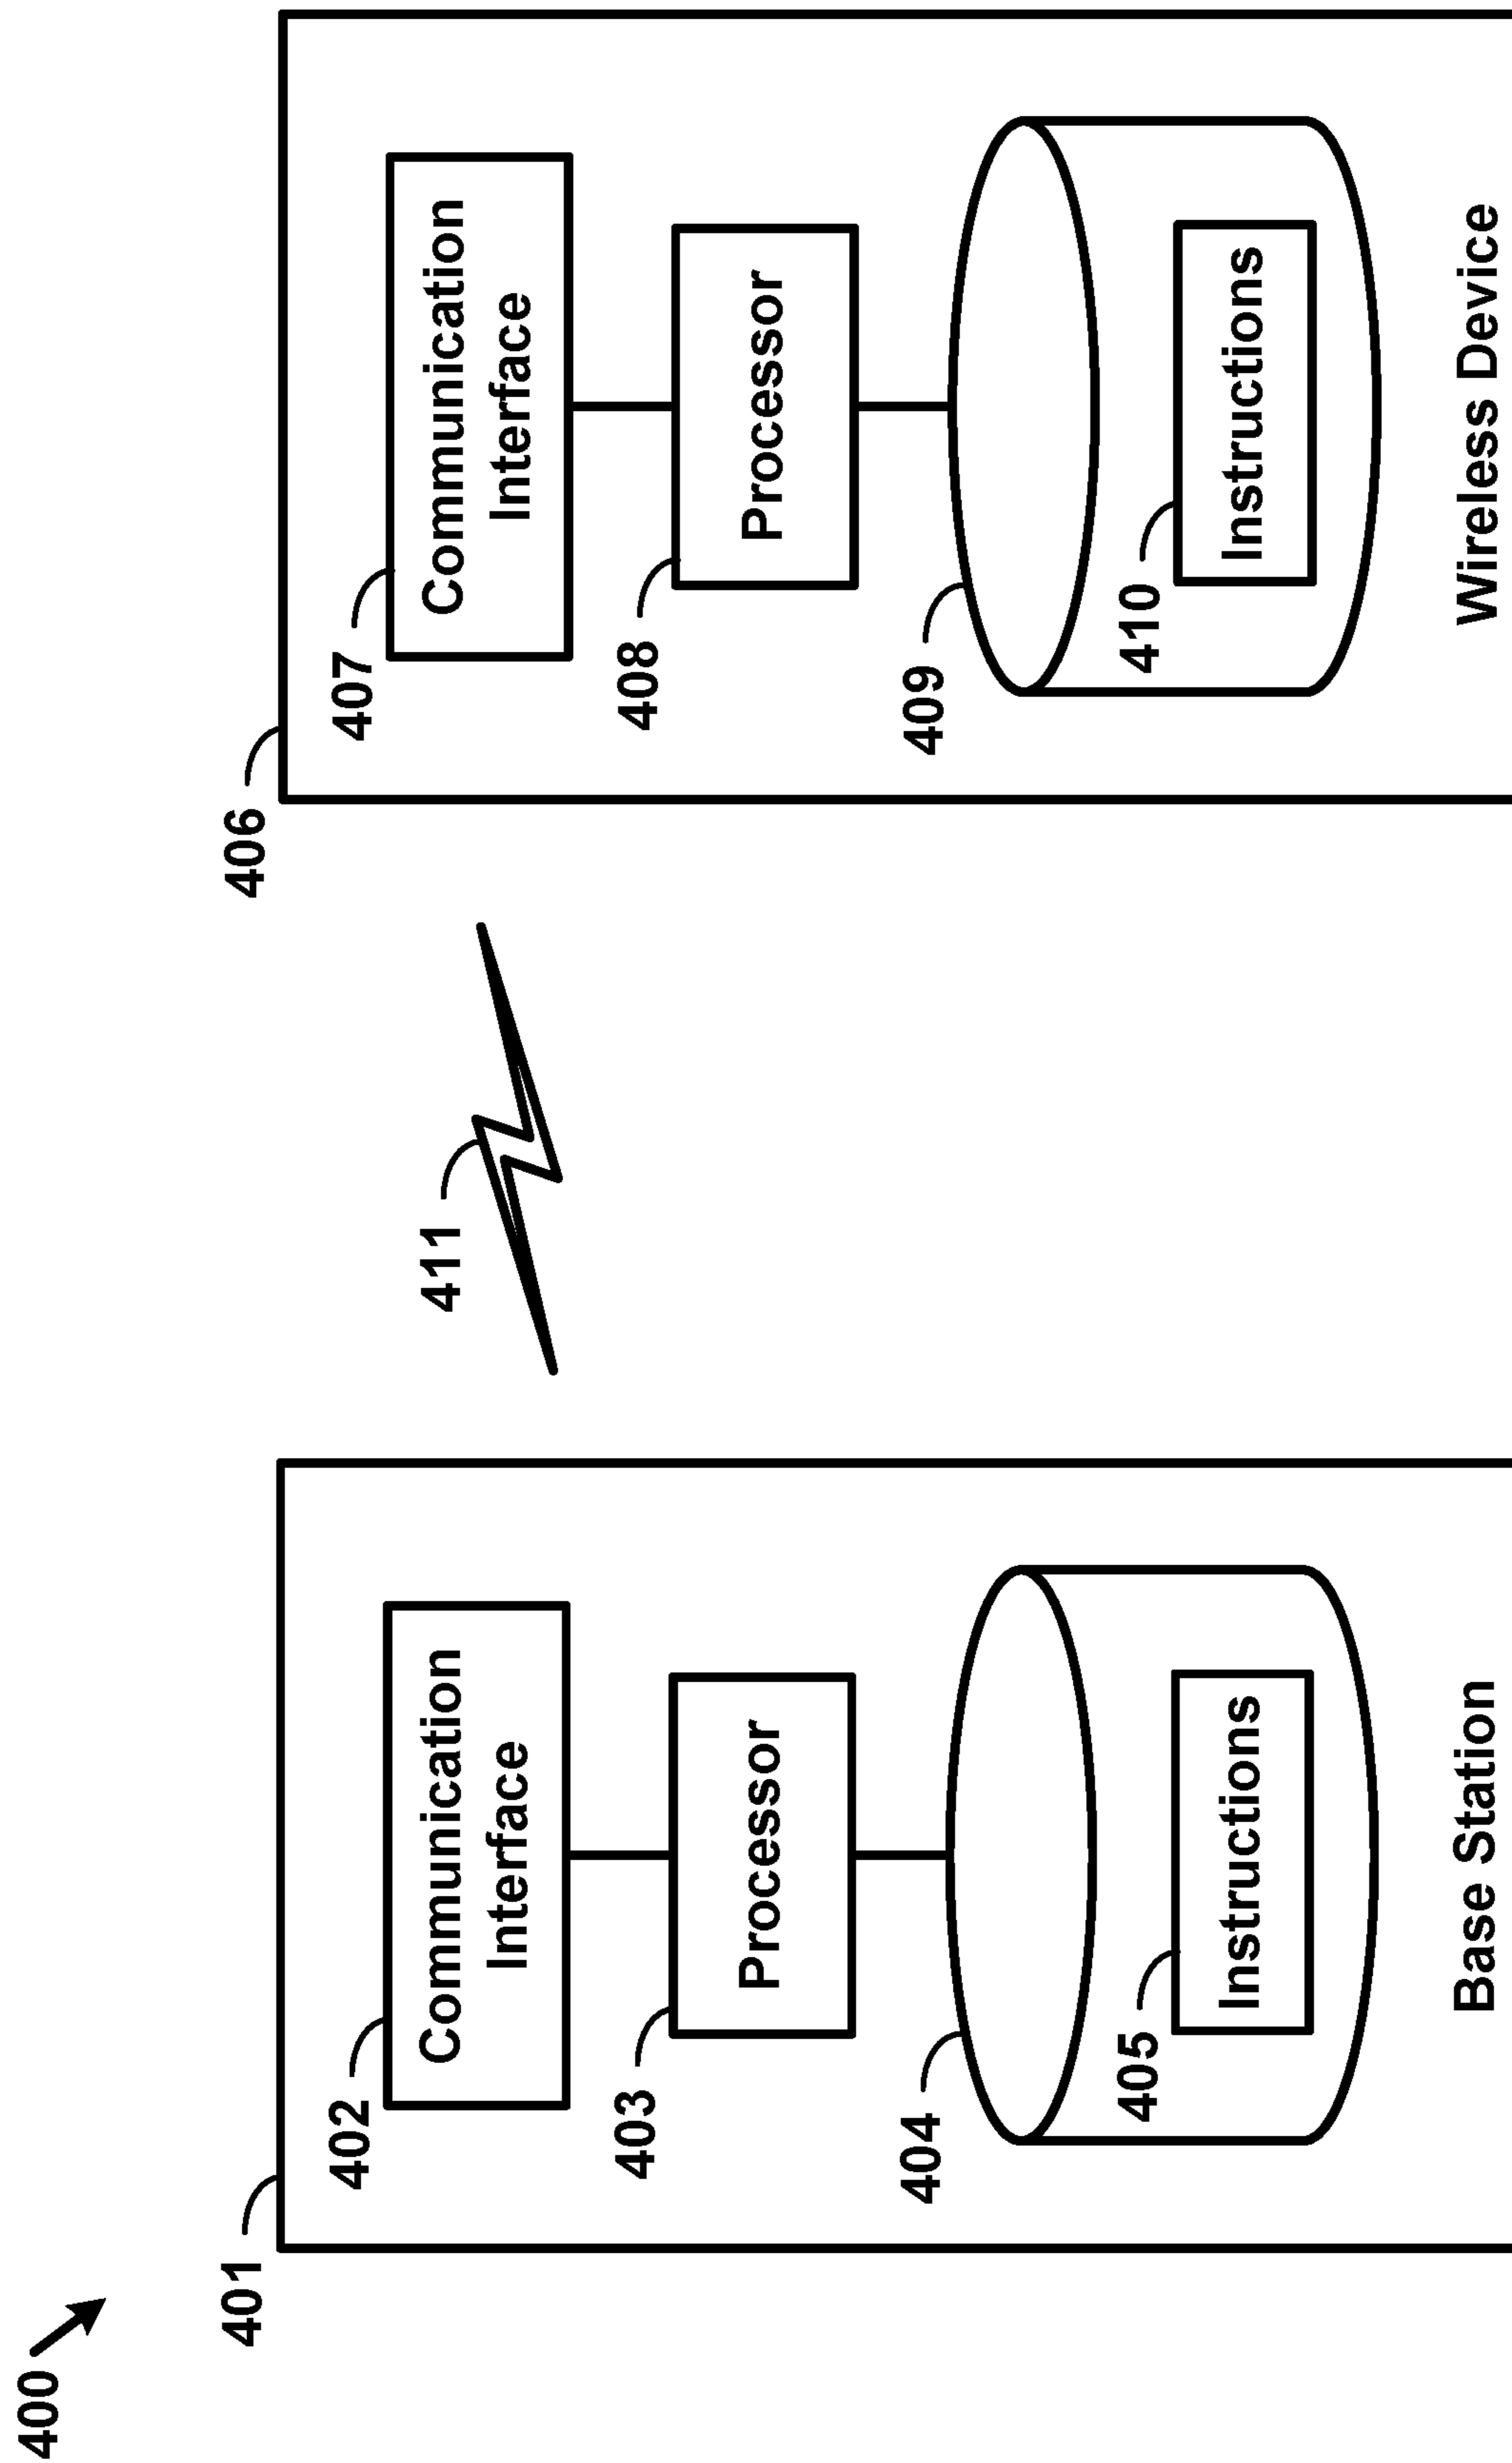 400
401
402
Communication
Interface
403
Processor
404
405
Instructions
Base Station
411
406
407
Communication
Interface
408
Processor
409
410
Instructions
Wireless Device